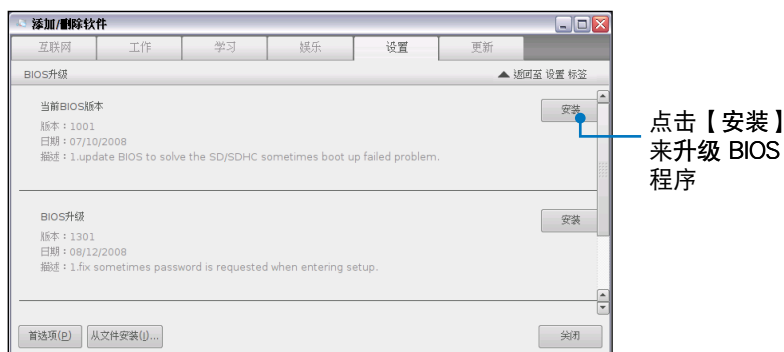 添加/删除软件
互联网 工作 学习 娱乐 设置 更新
BIOS升级 返回至 设置 标签
当前BIOS版本 安装
版本：1001
日期：07/10/2008
描述：1.update BIOS to solve the SD/SDHC sometimes boot up failed problem.
BIOS升级 安装
版本：1301
日期：08/12/2008
描述：1.fix sometimes password is requested when entering setup.
首选项(P) 从文件安装(I)... 关闭
点击【安装】
来升级 BIOS
程序